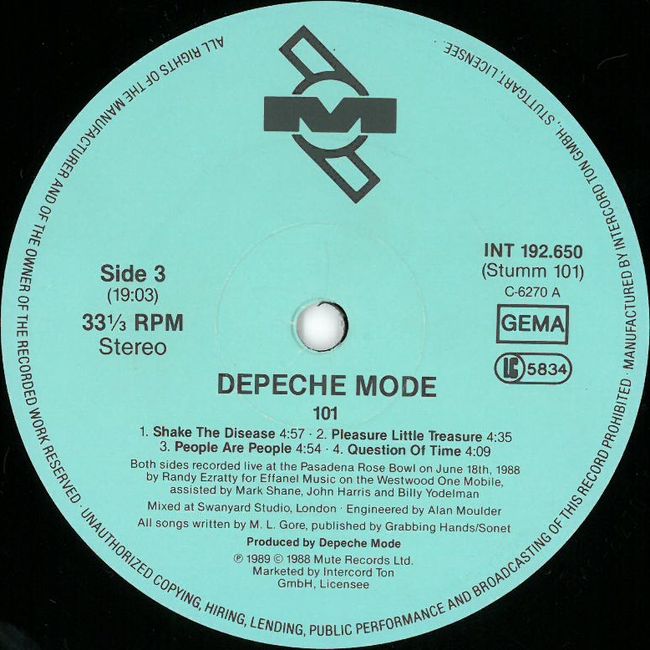 M
Side 3
(19:03)
33⅓ RPM
Stereo
INT 192.650
(Stumm 101)
C-6270 A
GEMA
LC 5834
DEPECHE MODE
101
1. Shake The Disease 4:57 · 2. Pleasure Little Treasure 4:35
3. People Are People 4:54 · 4. Question Of Time 4:09
Both sides recorded live at the Pasadena Rose Bowl on June 18th, 1988
by Randy Ezratty for Effanel Music on the Westwood One Mobile,
assisted by Mark Shane, John Harris and Billy Yodelman
Mixed at Swanyard Studio, London · Engineered by Alan Moulder
All songs written by M. L. Gore, published by Grabbing Hands/Sonet
Produced by Depeche Mode
℗ 1989 © 1988 Mute Records Ltd.
Marketed by Intercord Ton
GmbH, Licensee
ALL RIGHTS OF THE MANUFACTURER AND OF THE OWNER OF THE RECORDED WORK RESERVED · UNAUTHORIZED COPYING, HIRING, LENDING, PUBLIC PERFORMANCE AND BROADCASTING OF THIS RECORD PROHIBITED · MANUFACTURED BY INTERCORD TON GMBH, STUTTGART, LICENSEE.